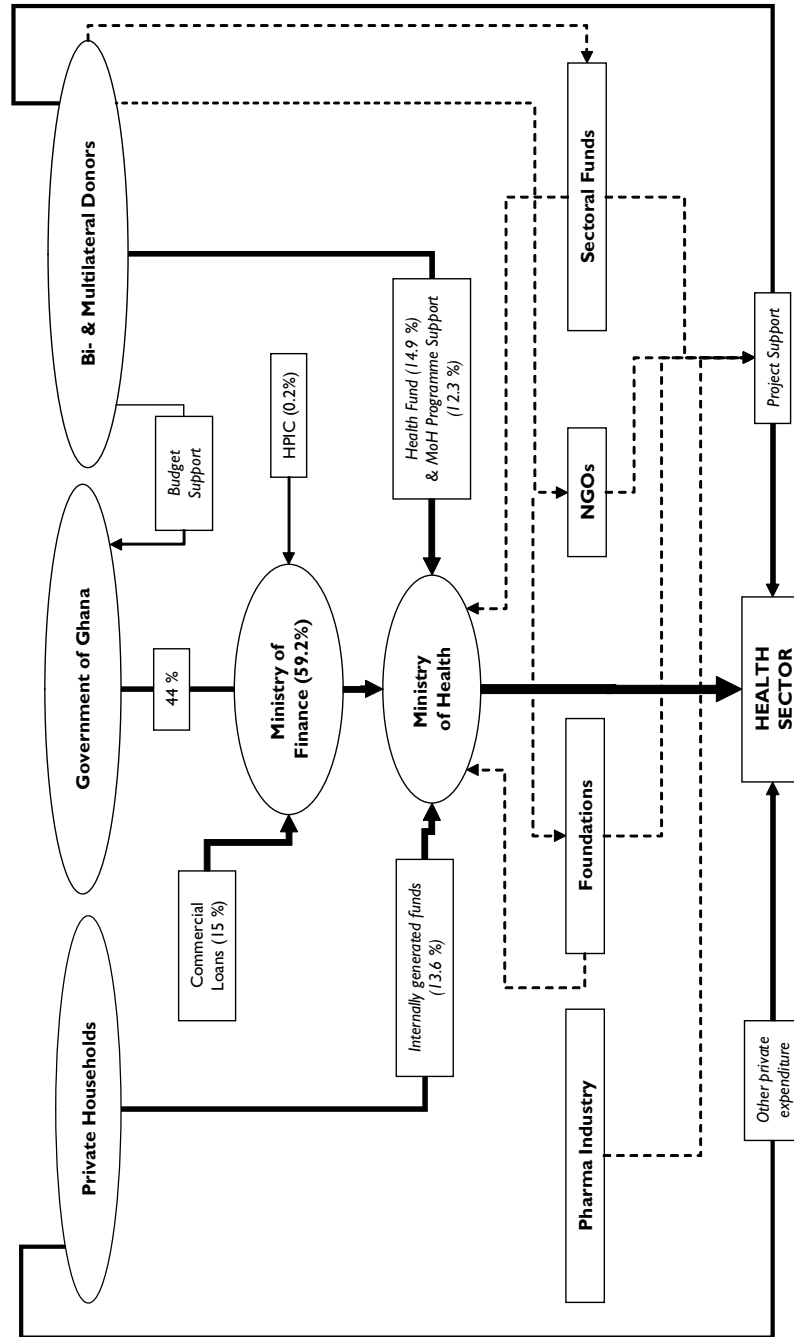 Private Households
Government of Ghana
Bi- & Multilateral Donors
Budget
Support
44 %
Commercial
Loans (15 %)
Ministry of
Finance (59.2%)
HPIC (0.2%)
Internally generated funds
(13.6 %)
Ministry
of Health
Health Fund (14.9 %)
& MoH Programme Support
(12.3 %)
Pharma Industry
Foundations
NGOs
Sectoral Funds
Other private
expenditure
HEALTH
SECTOR
Project Support